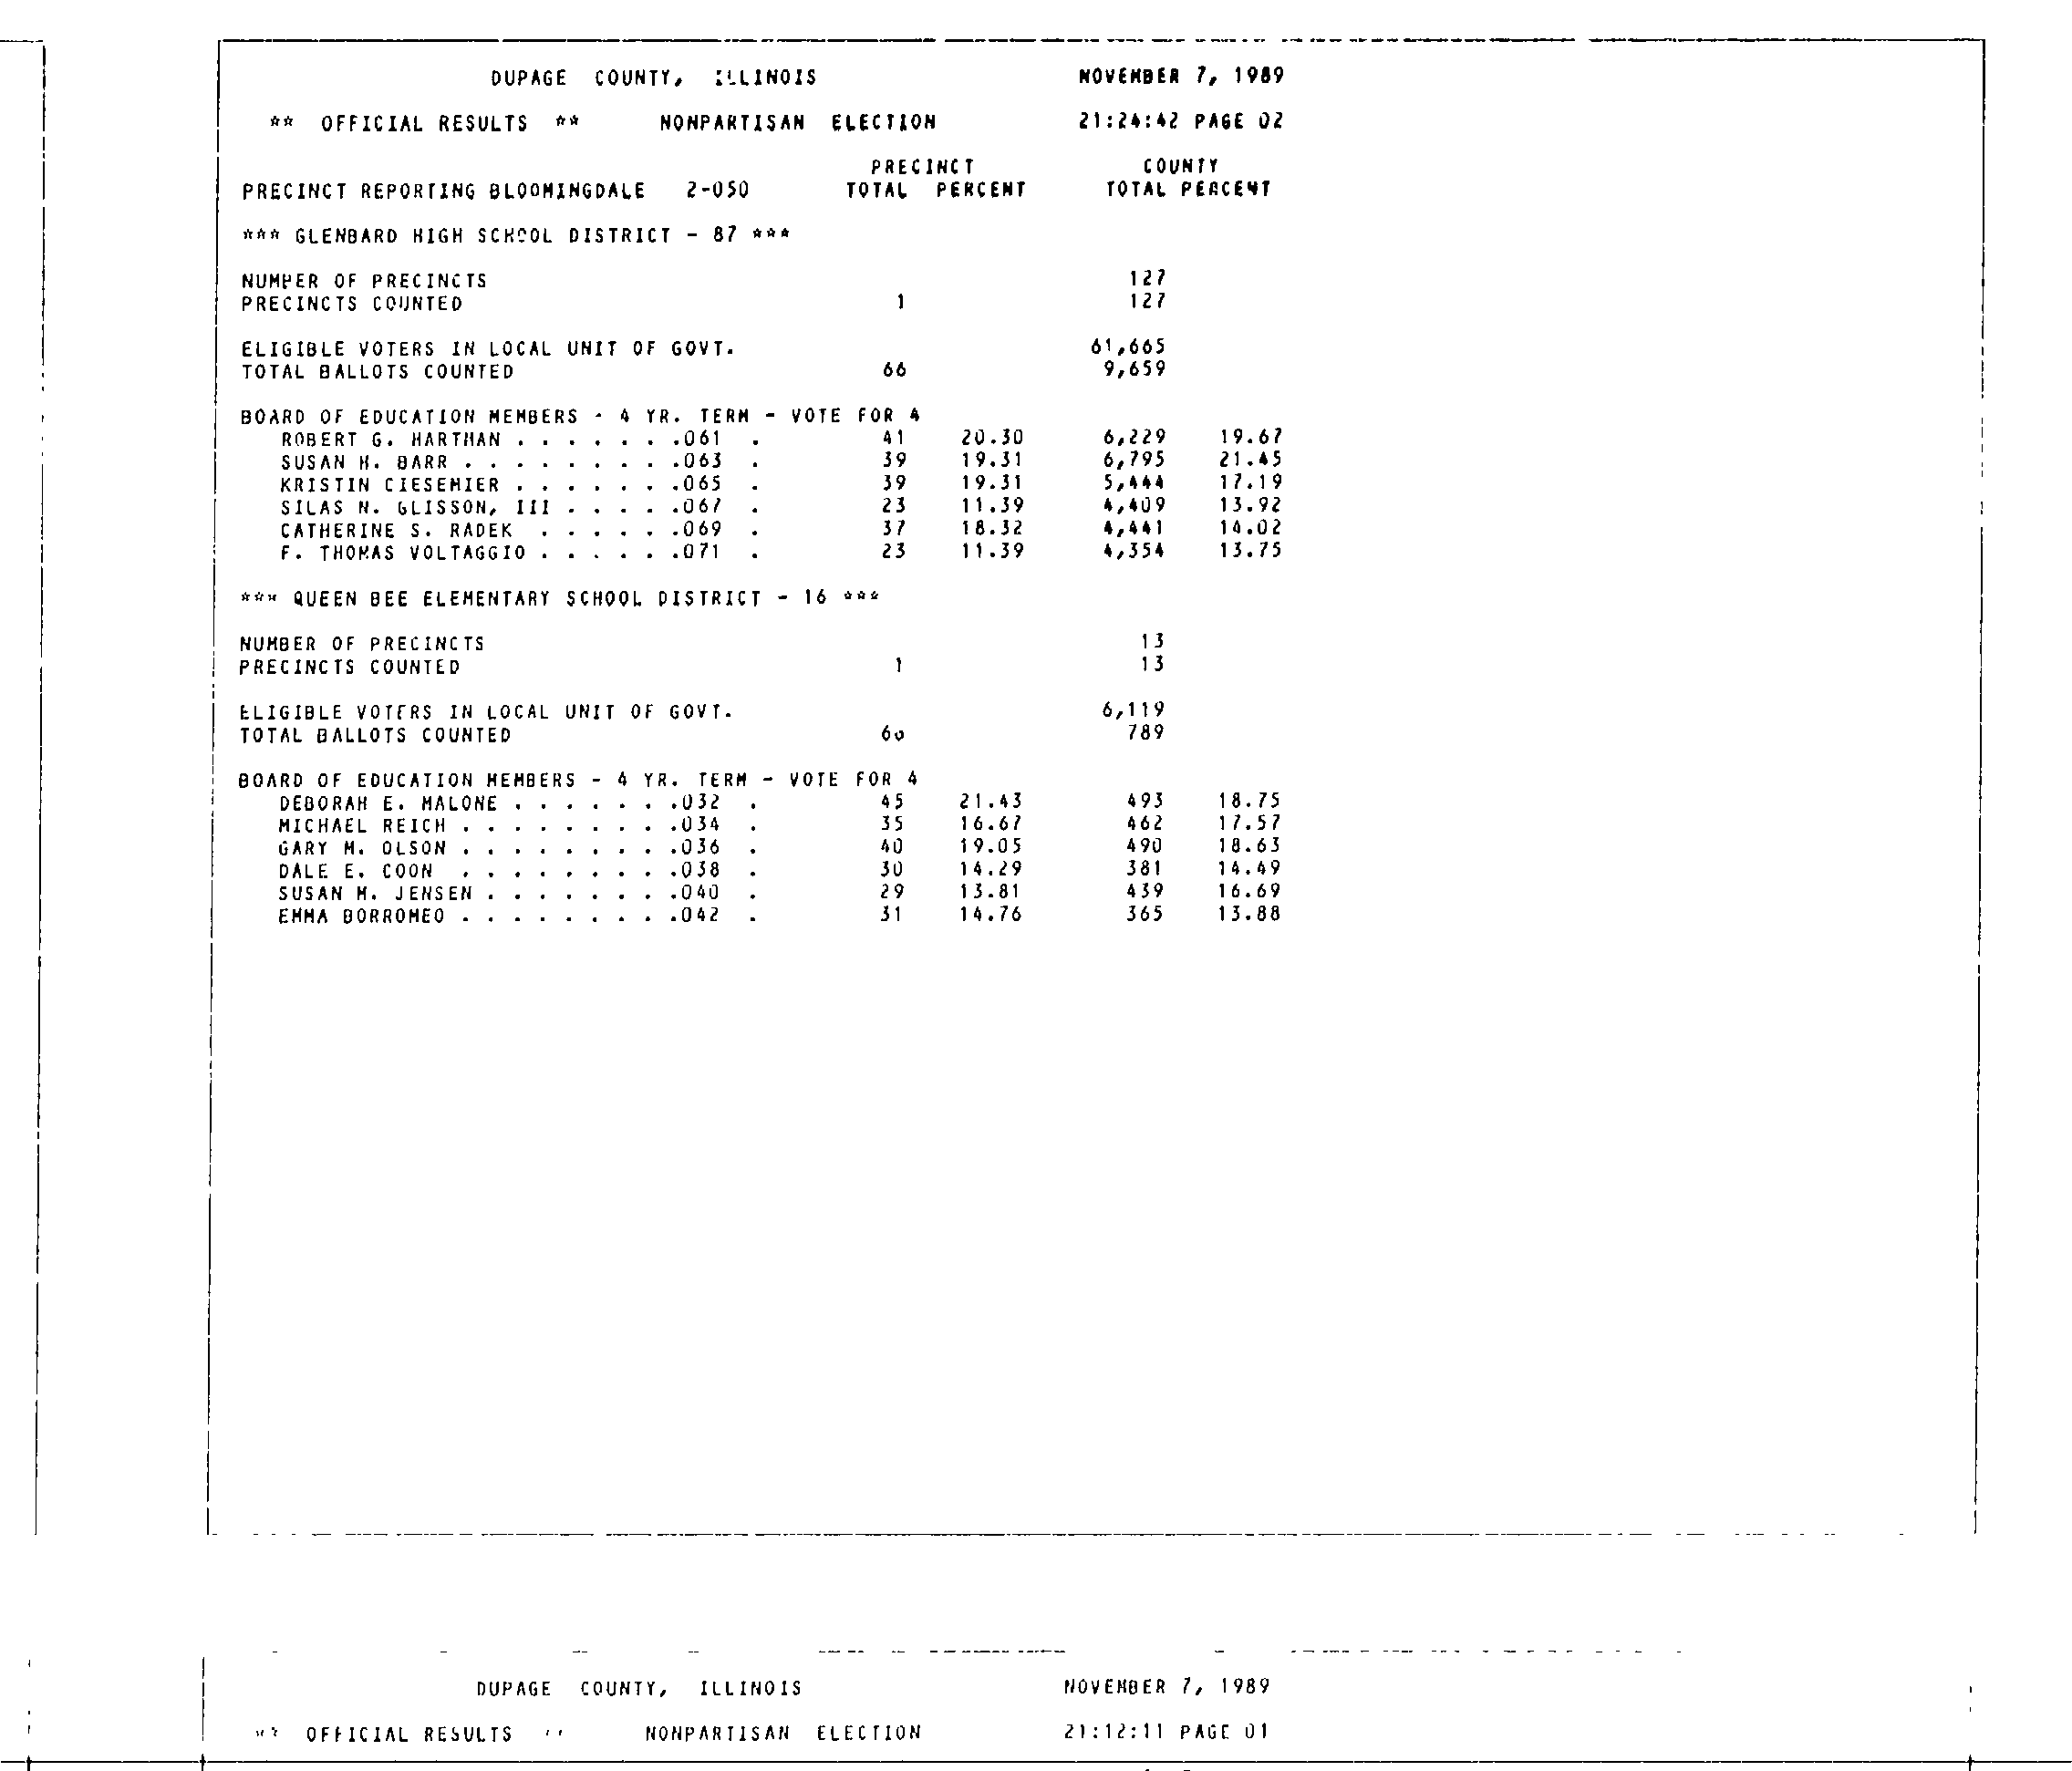 DUPAGE COUNTY, ILLINOIS NOVEMBER 7, 1989
** OFFICIAL RESULTS ** NONPARTISAN ELECTION 21:24:42 PAGE 02
PRECINCT COUNTY
PRECINCT REPORTING BLOOMINGDALE 2-050 TOTAL PERCENT TOTAL PERCENT
*** GLENBARD HIGH SCHOOL DISTRICT - 87 ***
NUMBER OF PRECINCTS 127
PRECINCTS COUNTED 1 127
ELIGIBLE VOTERS IN LOCAL UNIT OF GOVT. 61,665
TOTAL BALLOTS COUNTED 66 9,659
BOARD OF EDUCATION MEMBERS - 4 YR. TERM - VOTE FOR 4
ROBERT G. HARTMAN . . . . . . .061 . 41 20.30 6,229 19.67
SUSAN H. BARR . . . . . . . . .063 . 39 19.31 6,795 21.45
KRISTIN CIESEMIER . . . . . . .065 . 39 19.31 5,444 17.19
SILAS N. GLISSON, III . . . . .067 . 23 11.39 4,409 13.92
CATHERINE S. RADEK . . . . . .069 . 37 18.32 4,441 14.02
F. THOMAS VOLTAGGIO . . . . . .071 . 23 11.39 4,354 13.75
*** QUEEN BEE ELEMENTARY SCHOOL DISTRICT - 16 ***
NUMBER OF PRECINCTS 13
PRECINCTS COUNTED 1 13
ELIGIBLE VOTERS IN LOCAL UNIT OF GOVT. 6,119
TOTAL BALLOTS COUNTED 789
BOARD OF EDUCATION MEMBERS - 4 YR. TERM - VOTE FOR 4
DEBORAH E. MALONE . . . . . . .032 . 45 21.43 493 18.75
MICHAEL REICH . . . . . . . . .034 . 35 16.67 462 17.57
GARY M. OLSON . . . . . . . . .036 . 40 19.05 490 18.63
DALE E. COON . . . . . . . . .038 . 30 14.29 381 14.49
SUSAN M. JENSEN . . . . . . . .040 . 29 13.81 439 16.69
EMMA BORROMEO . . . . . . . . .042 . 31 14.76 365 13.88
DUPAGE COUNTY, ILLINOIS NOVEMBER 7, 1989
OFFICIAL RESULTS NONPARTISAN ELECTION 21:12:11 PAGE 01